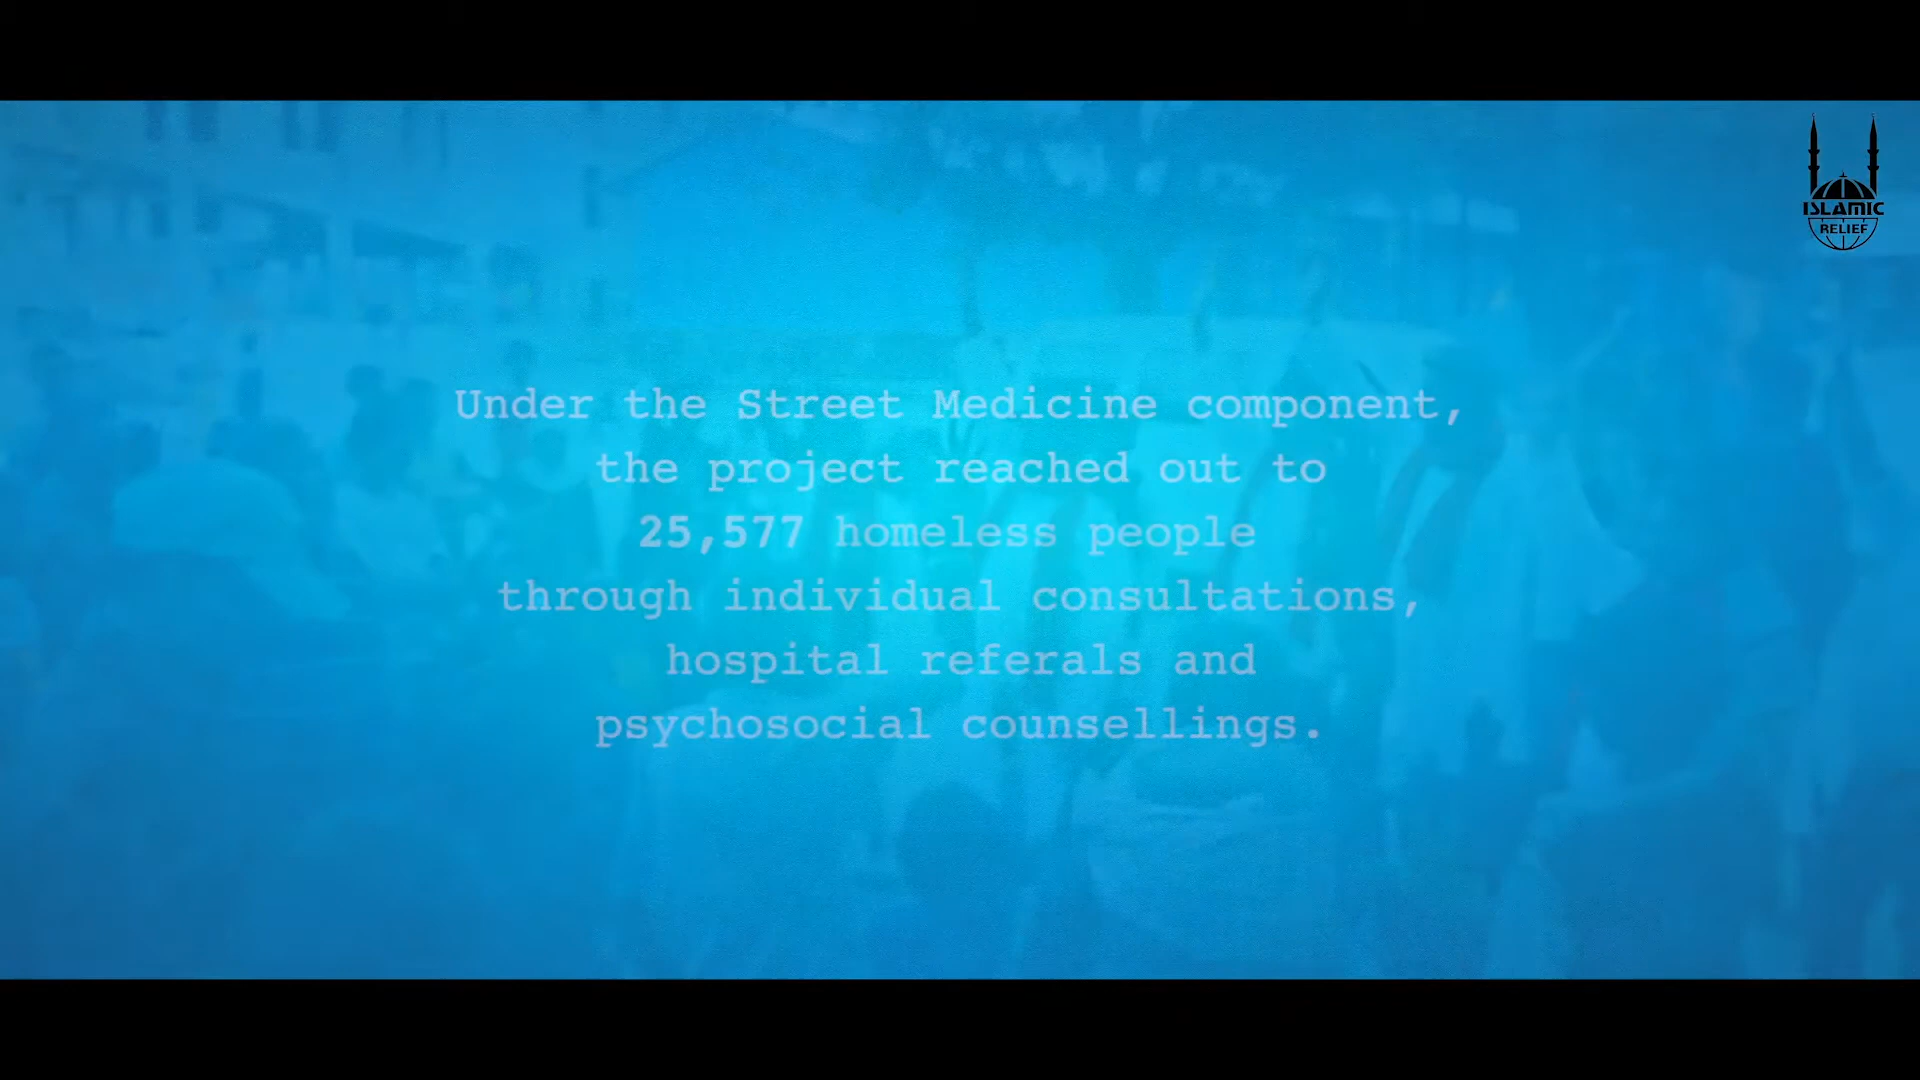 ISLAMIC
RELIEF
Under the Street Medicine component,
the project reached out to
25,577 homeless people
through individual consultations,
hospital referals and
psychosocial counsellings.